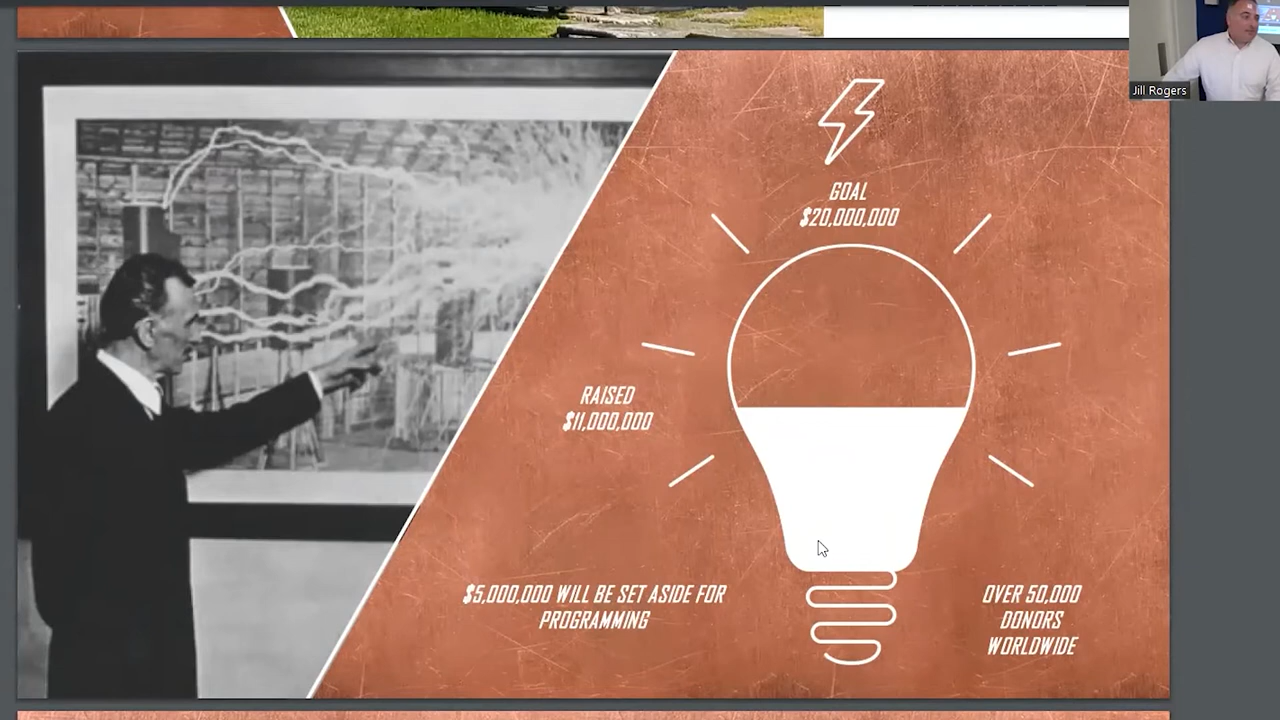 Jill Rogers
GOAL
$20,000,000
RAISED
$11,000,000
$5,000,000 WILL BE SET ASIDE FOR
PROGRAMMING
OVER 50,000
DONORS
WORLDWIDE